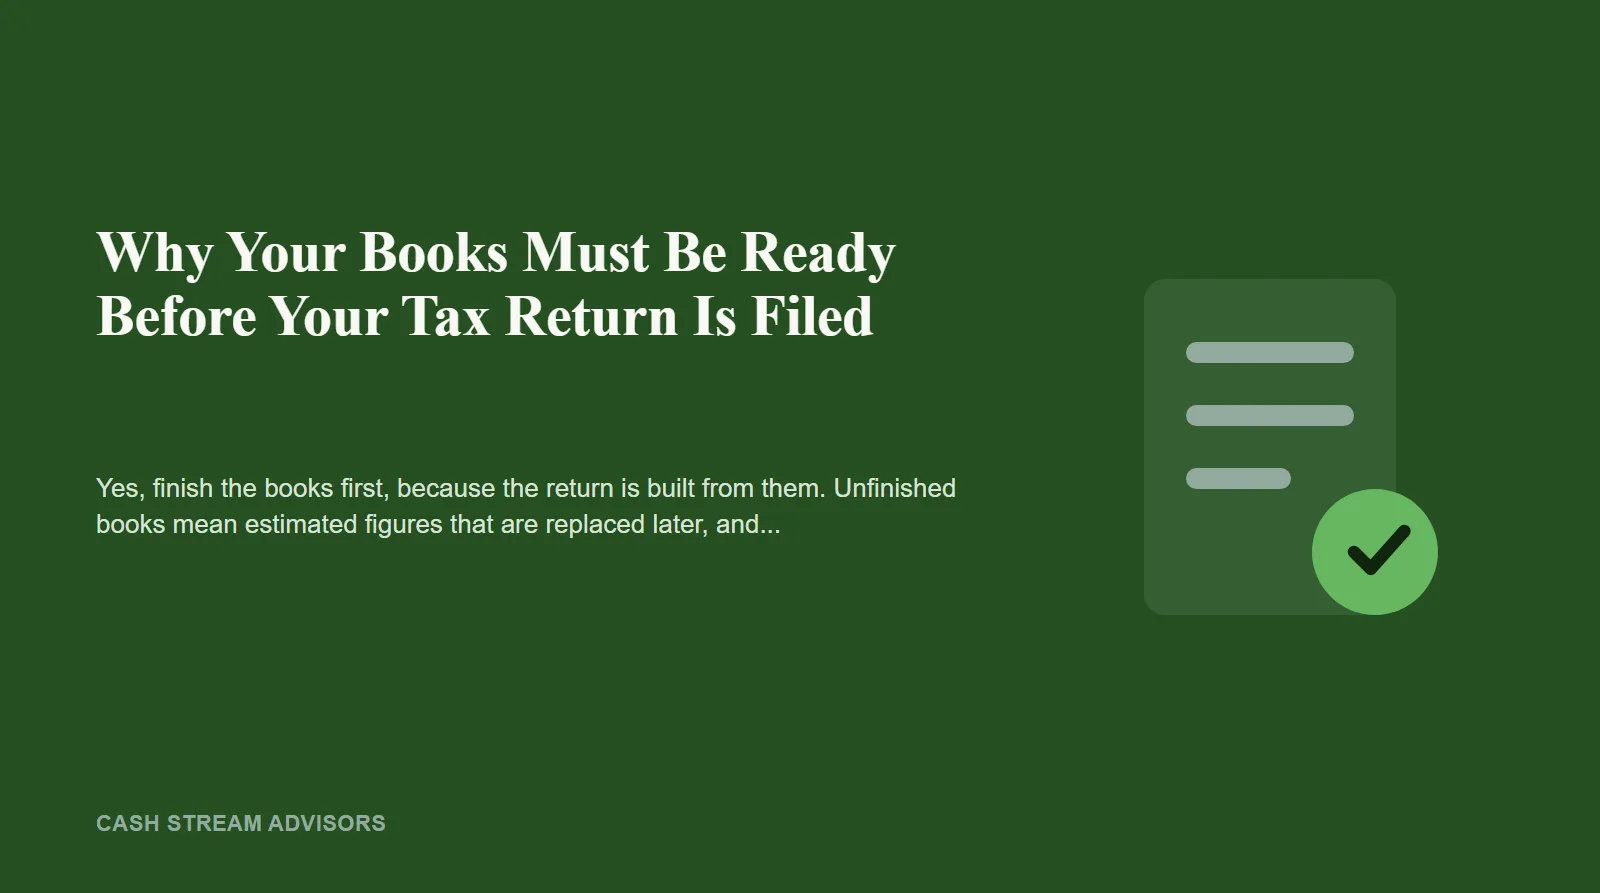 Why Your Books Must Be Ready
Before Your Tax Return Is Filed
Yes, finish the books first, because the return is built from them. Unfinished
books mean estimated figures that are replaced later, and...
CASH STREAM ADVISORS